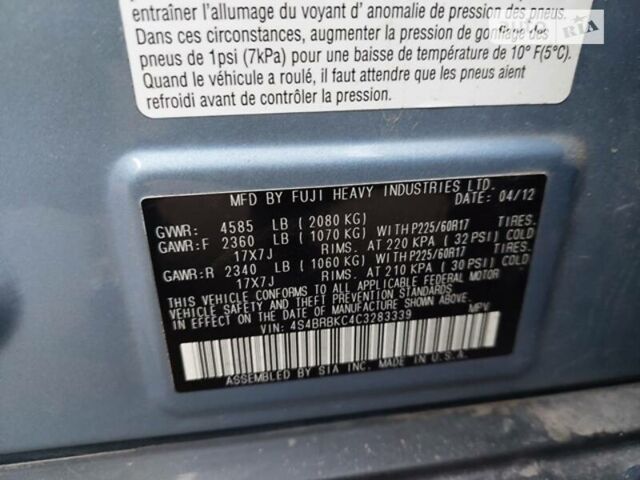 entraîner l'allumage du voyant d' anomalie de pression des pneus.
Dans ces circonstances, augmenter la pression de gonflage des
pneus de 1psi (7kPa) pour une baisse de température de 10° F(5°C).
Quand le véhicule a roulé, il faut attendre que les pneus aient
refroidi avant de contrôler la pression.
RIA
MFD BY FUJI HEAVY INDUSTRIES LTD.
DATE: 04/12
GVWR: 4585 LB ( 2080 KG)
GAWR:F 2360 LB ( 1070 KG) WITH P225/60R17 TIRES.
17X7J RIMS. AT 220 KPA ( 32 PSI) COLD
GAWR:R 2340 LB ( 1060 KG) WITH P225/60R17 TIRES.
17X7J RIMS. AT 210 KPA ( 30 PSI) COLD
THIS VEHICLE CONFORMS TO ALL APPLICABLE FEDERAL MOTOR
VEHICLE SAFETY AND THEFT PREVENTION STANDARDS IN
EFFECT ON THE DATE OF MANUFACTURE SHOWN ABOVE.
VIN: 4S4BRBKC4C3283339 MPV
ASSEMBLED BY SIA INC. MADE IN U.S.A.